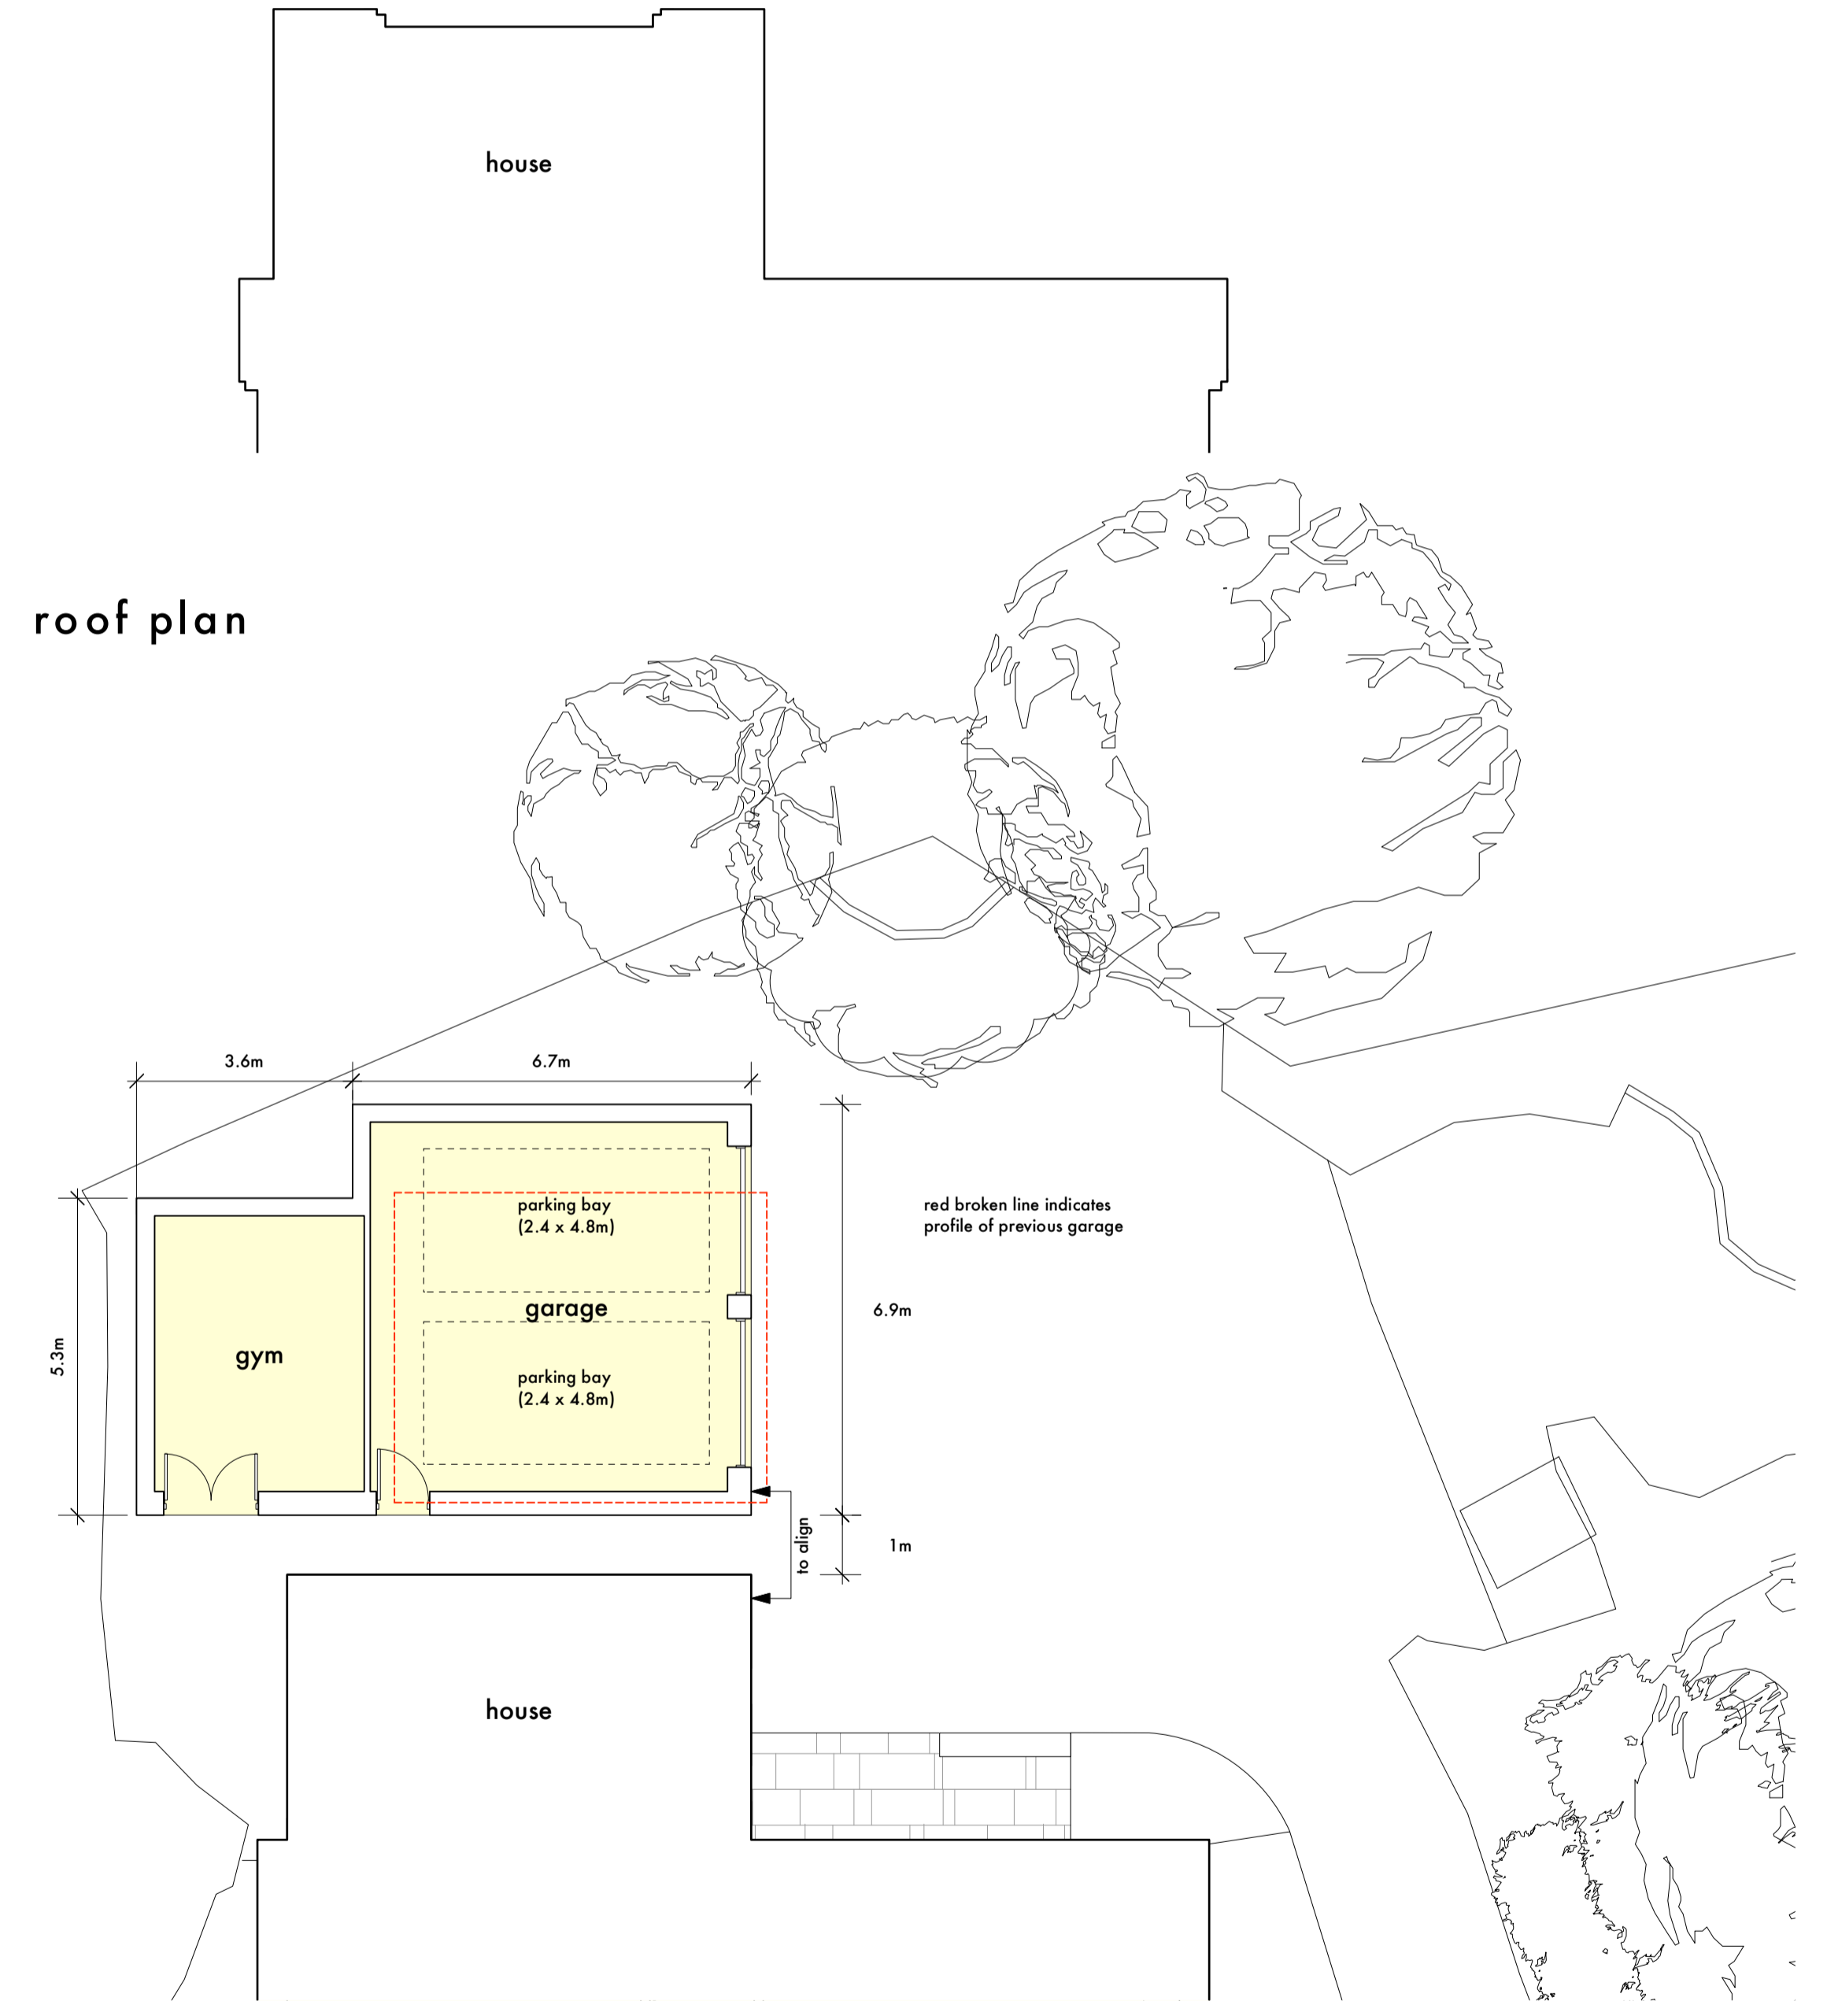 house
roof plan
3.6m
6.7m
parking bay
(2.4 x 4.8m)
red broken line indicates
profile of previous garage
garage
6.9m
5.3m
gym
parking bay
(2.4 x 4.8m)
to align
1m
house